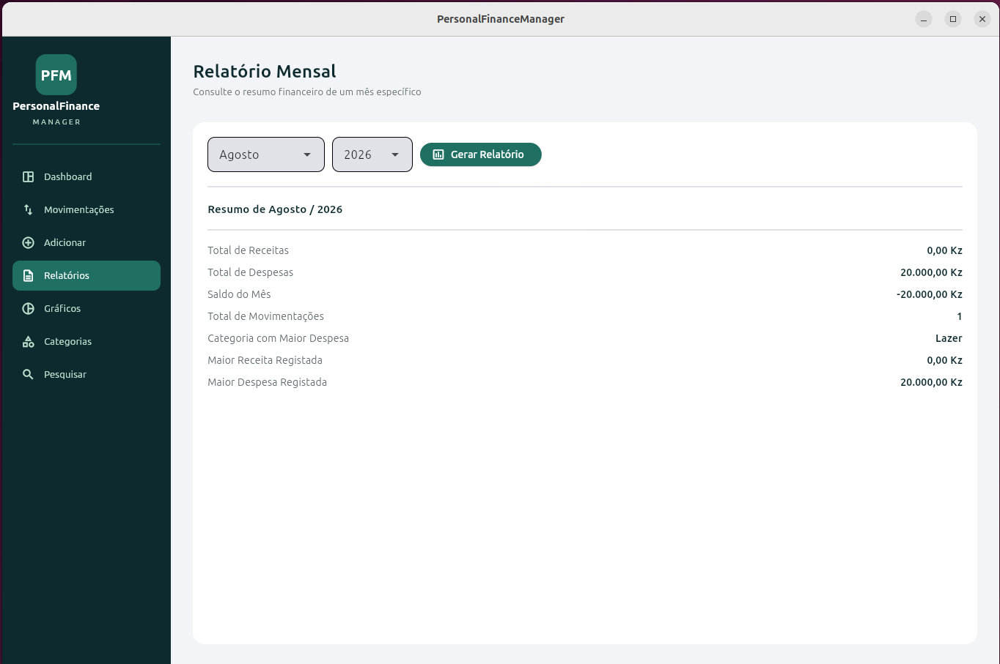 PersonalFinanceManager
PFM
PersonalFinance
MANAGER
Dashboard
Movimentações
Adicionar
Relatórios
Gráficos
Categorias
Pesquisar
Relatório Mensal
Consulte o resumo financeiro de um mês específico
Agosto 2026 Gerar Relatório
Resumo de Agosto / 2026
Total de Receitas 0,00 Kz
Total de Despesas 20.000,00 Kz
Saldo do Mês -20.000,00 Kz
Total de Movimentações 1
Categoria com Maior Despesa Lazer
Maior Receita Registada 0,00 Kz
Maior Despesa Registada 20.000,00 Kz